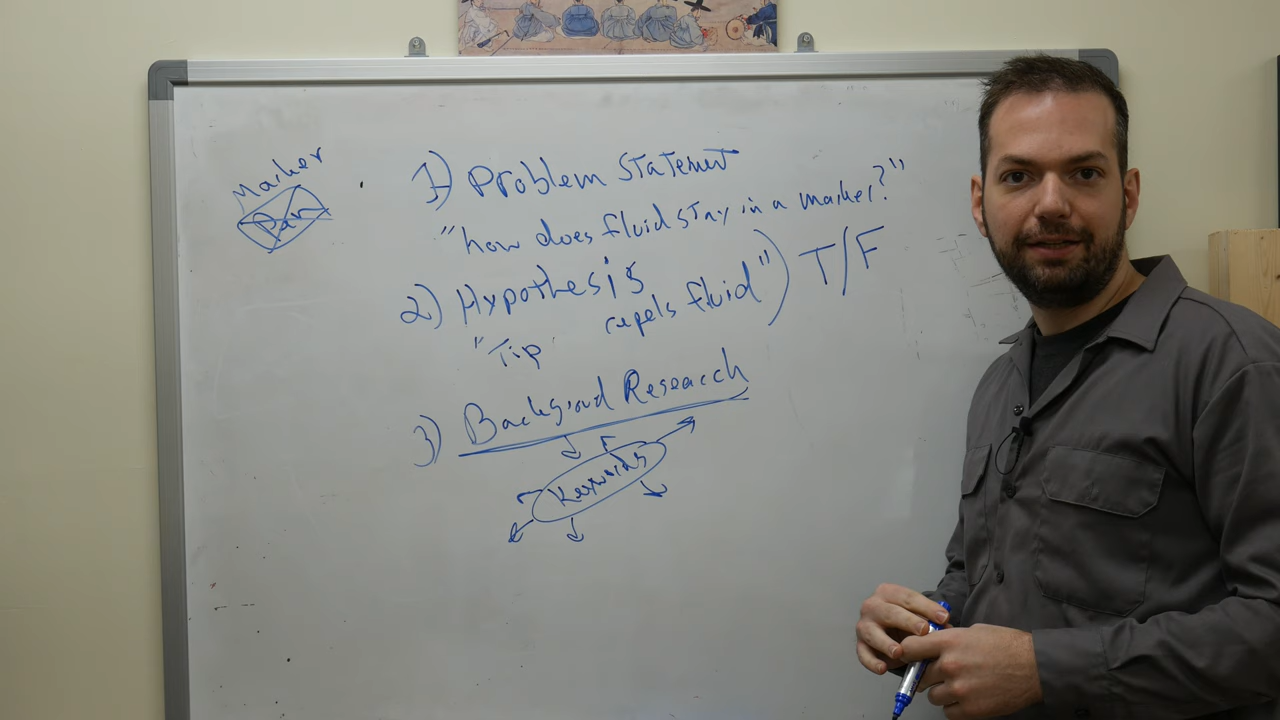 Marker
Pen
1) Problem Statement
"how does fluid stay in a marker?"
2) Hypothesis
"Tip repels fluid") T/F
3) Backgroud Research
Keywords